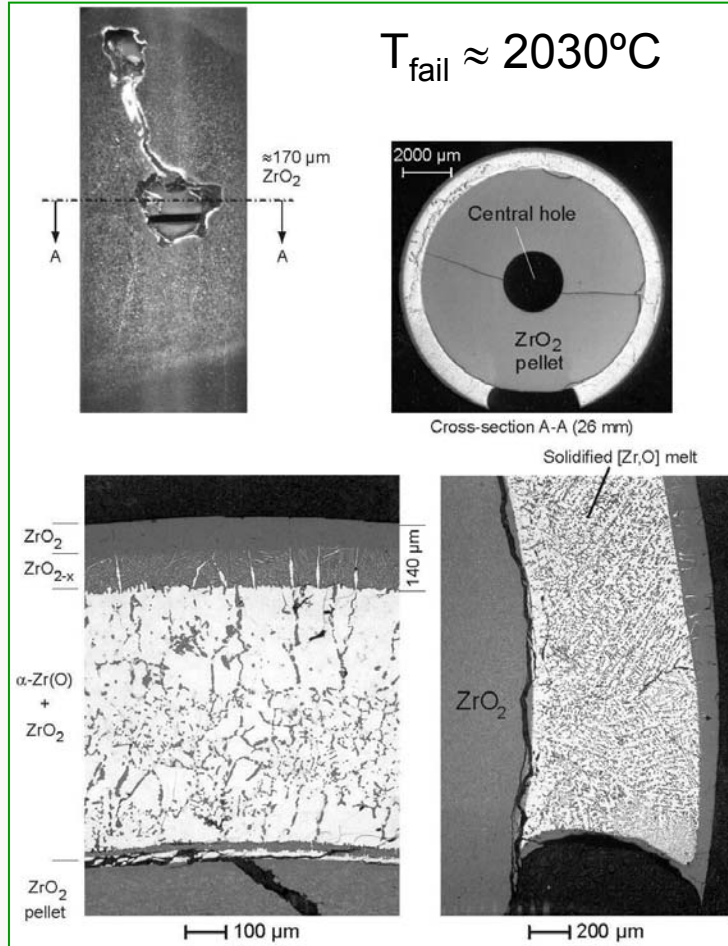 T_fail ≈ 2030ºC
≈170 µm
ZrO₂
A
A
2000 µm
Central hole
ZrO₂
pellet
Cross-section A-A (26 mm)
Solidified [Zr,O] melt
ZrO₂
ZrO₂₋ₓ
140 µm
α-Zr(O)
+
ZrO₂
ZrO₂
pellet
100 µm
ZrO₂
200 µm